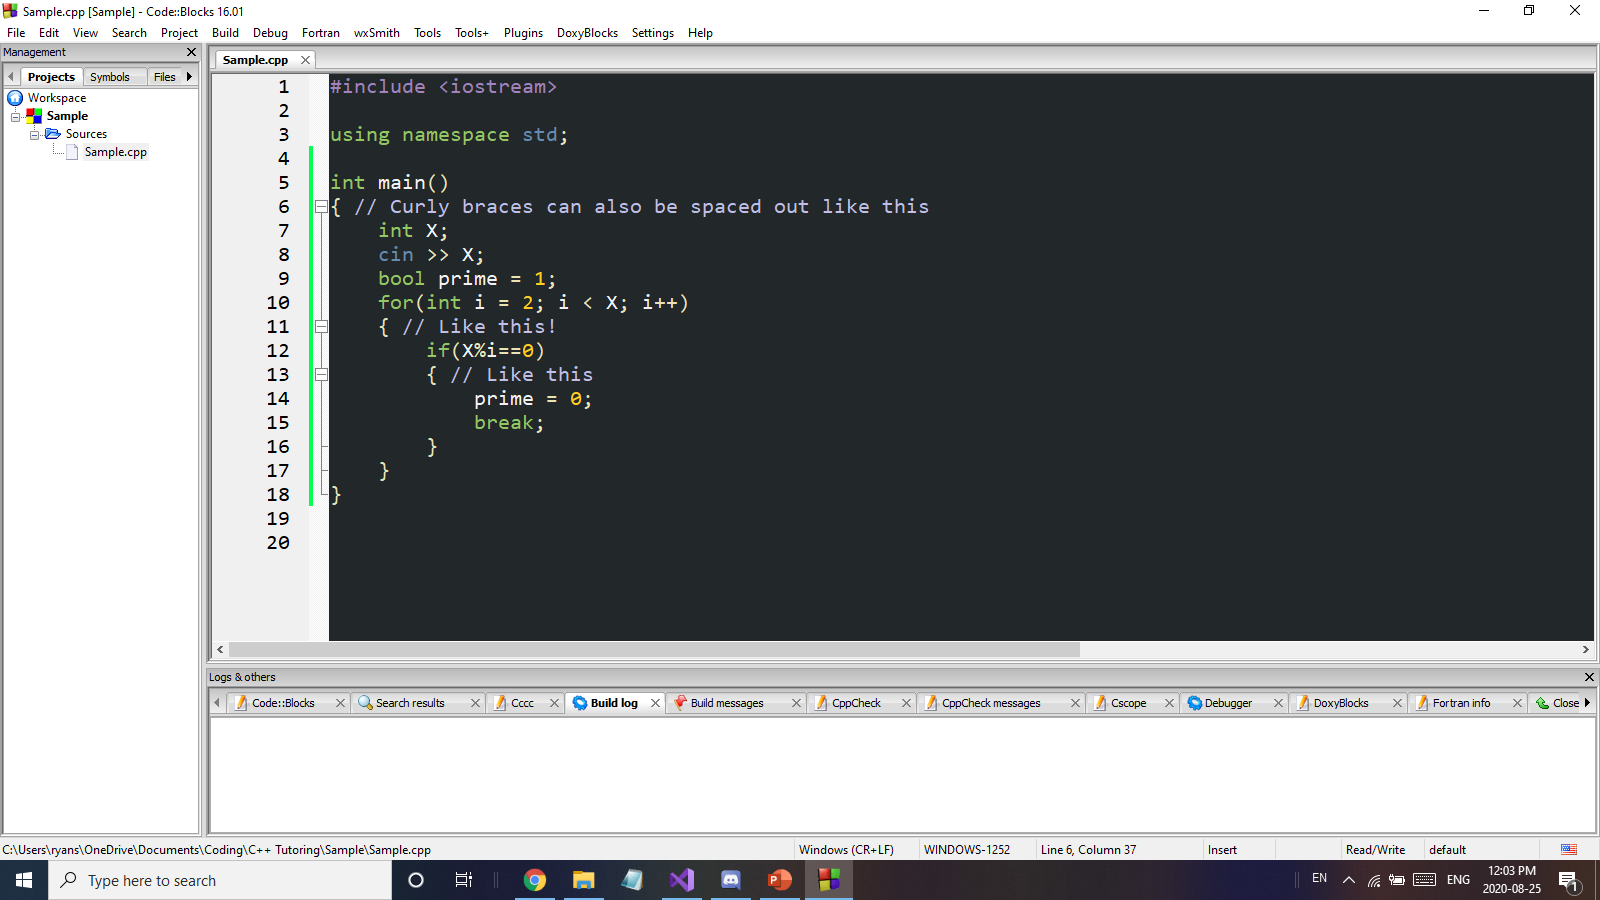 Sample.cpp [Sample] - Code::Blocks 16.01
File Edit View Search Project Build Debug Fortran wxSmith Tools Tools+ Plugins DoxyBlocks Settings Help
Management
Projects Symbols Files
Workspace
Sample
Sources
Sample.cpp
Sample.cpp
1 #include <iostream>
2
3 using namespace std;
4
5 int main()
6 { // Curly braces can also be spaced out like this
7 int X;
8 cin >> X;
9 bool prime = 1;
10 for(int i = 2; i < X; i++)
11 { // Like this!
12 if(X%i==0)
13 { // Like this
14 prime = 0;
15 break;
16 }
17 }
18 }
19
20
Logs & others
Code::Blocks Search results Cccc Build log Build messages CppCheck CppCheck messages Cscope Debugger DoxyBlocks Fortran info Close
C:\Users\ryans\OneDrive\Documents\Coding\C++ Tutoring\Sample\Sample.cpp Windows (CR+LF) WINDOWS-1252 Line 6, Column 37 Insert Read/Write default
Type here to search
EN ENG 12:03 PM
2020-08-25
1